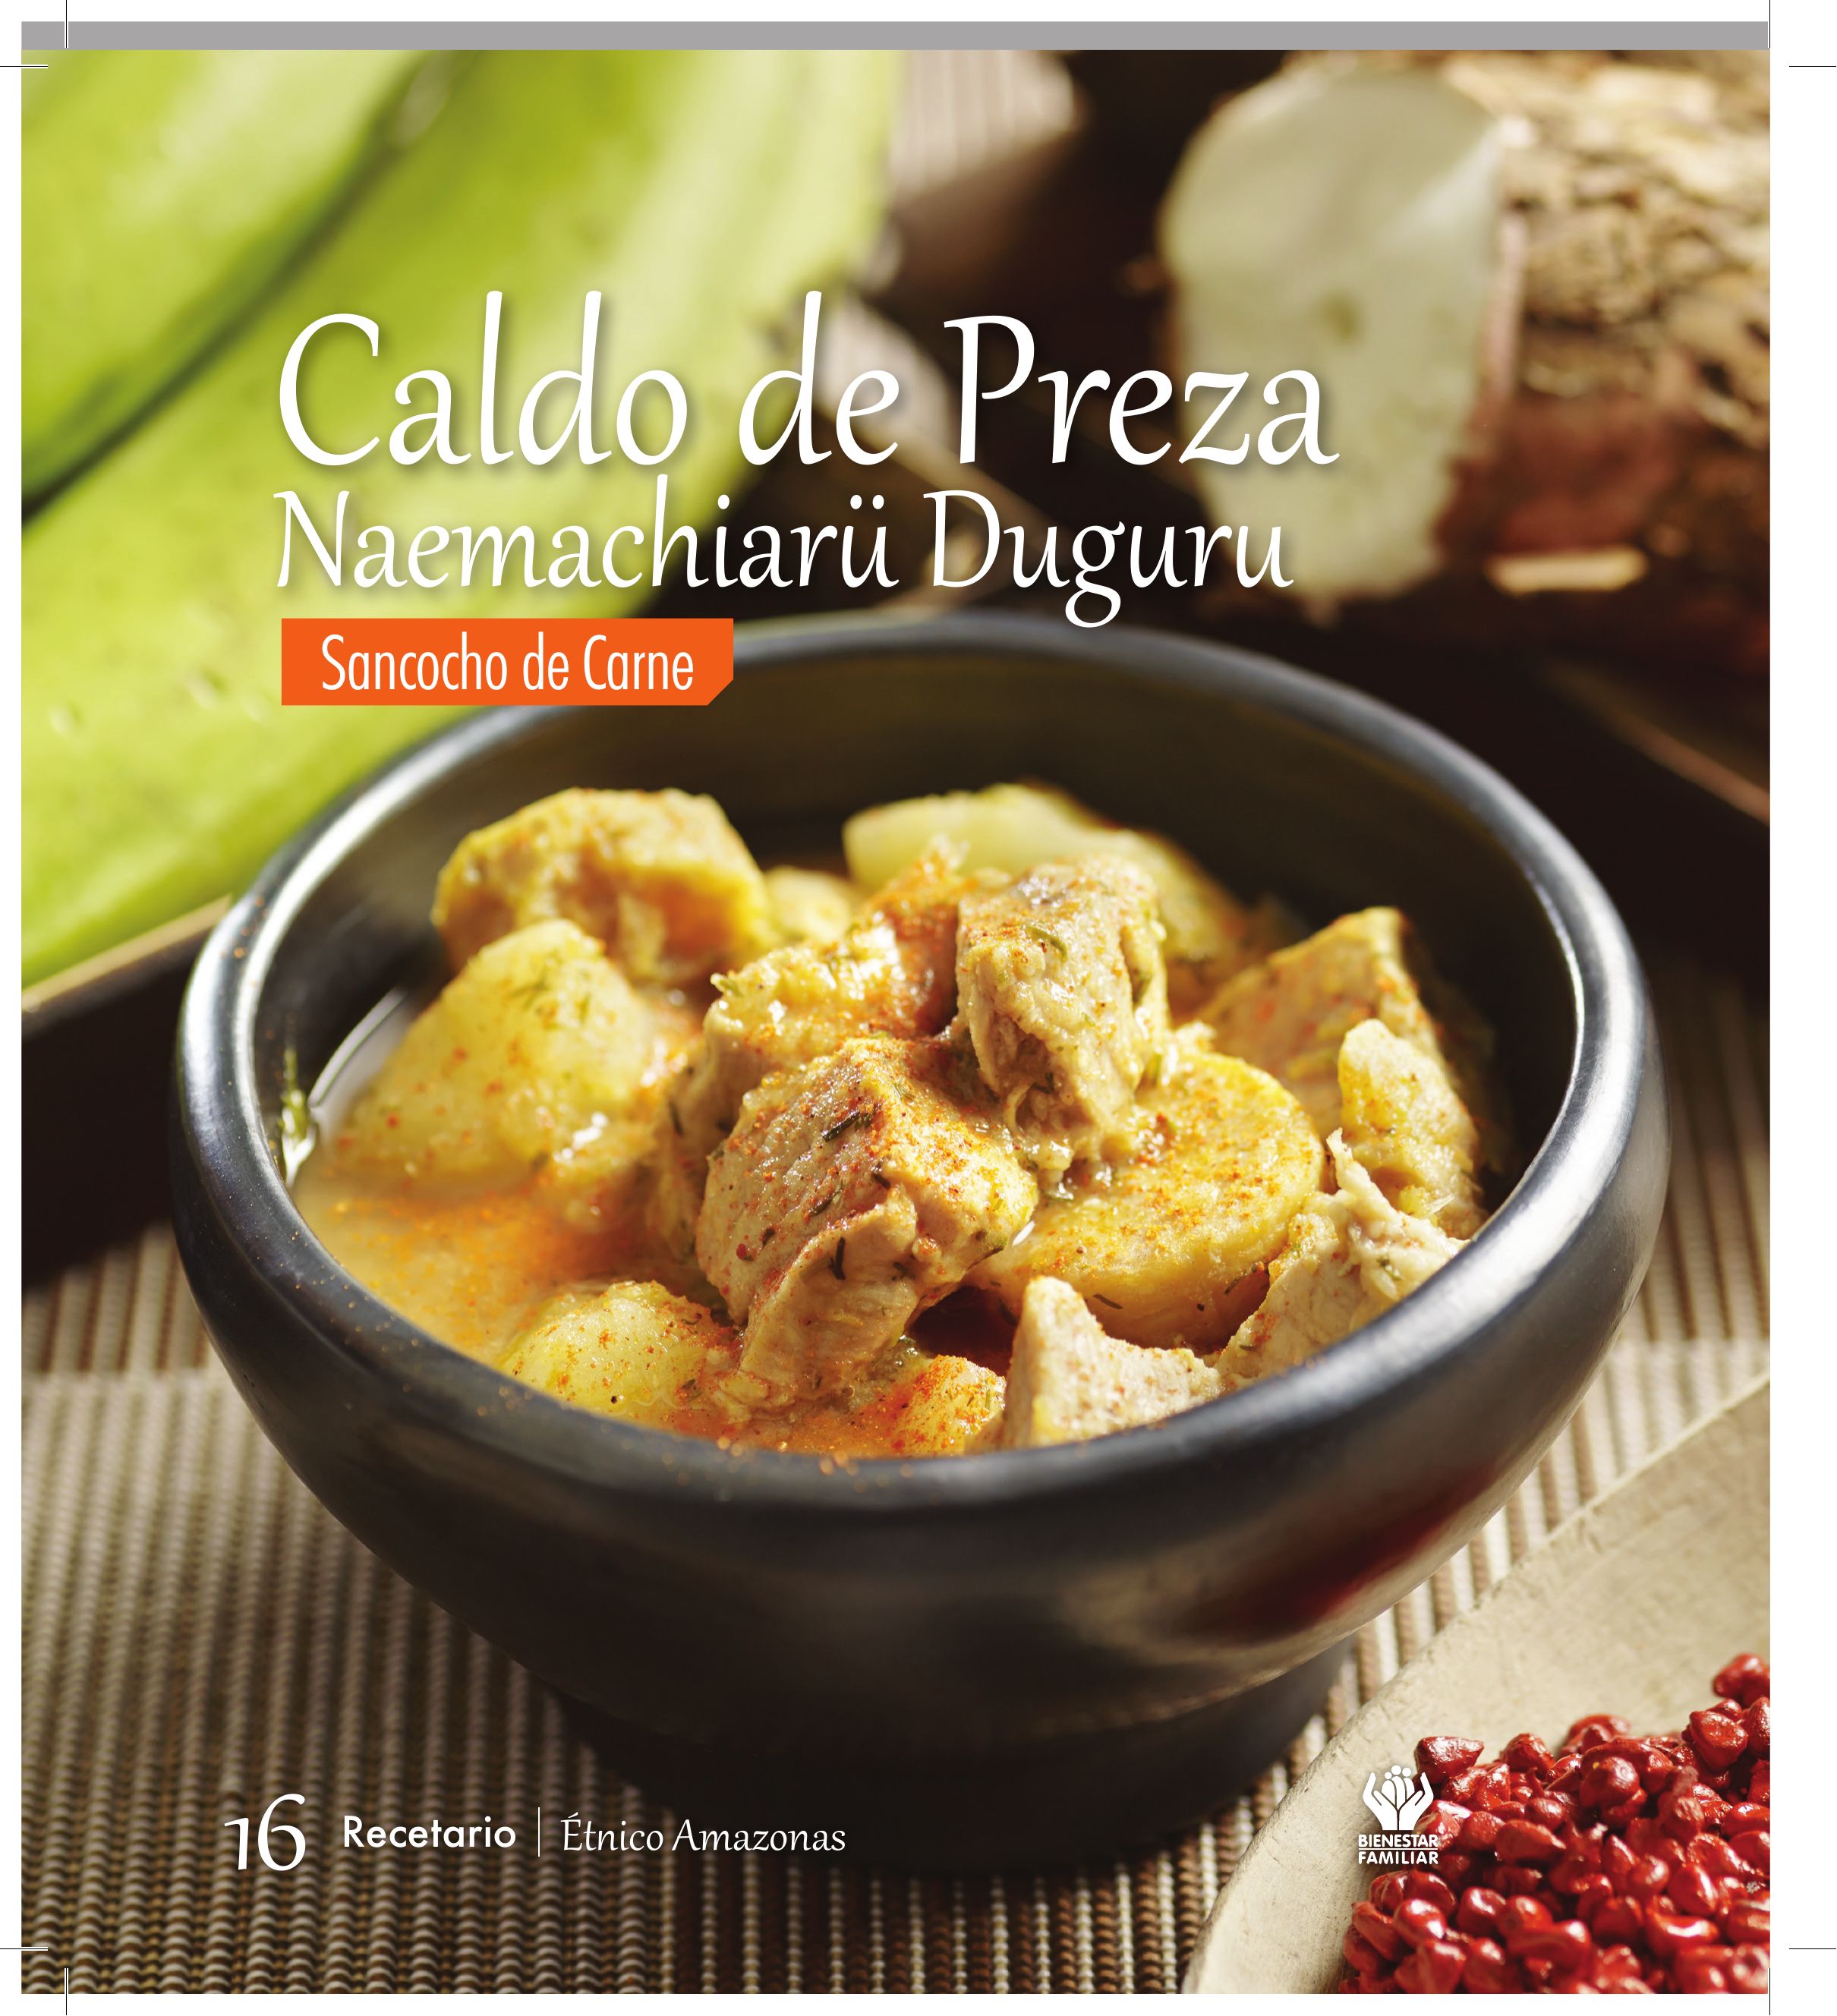 Caldo de Preza
Naemachiarü Duguru
Sancocho de Carne
16 Recetario | Étnico Amazonas
BIENESTAR
FAMILIAR